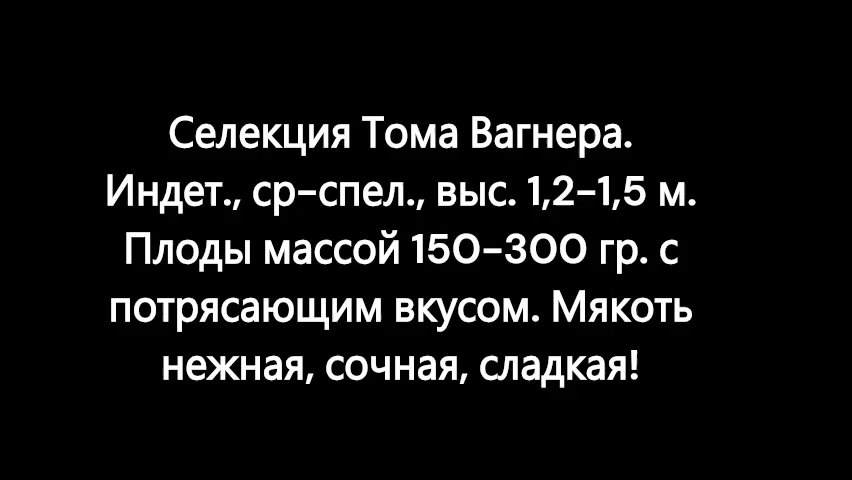 Селекция Тома Вагнера.
Индет., ср-спел., выс. 1,2-1,5 м.
Плоды массой 150-300 гр. с
потрясающим вкусом. Мякоть
нежная, сочная, сладкая!